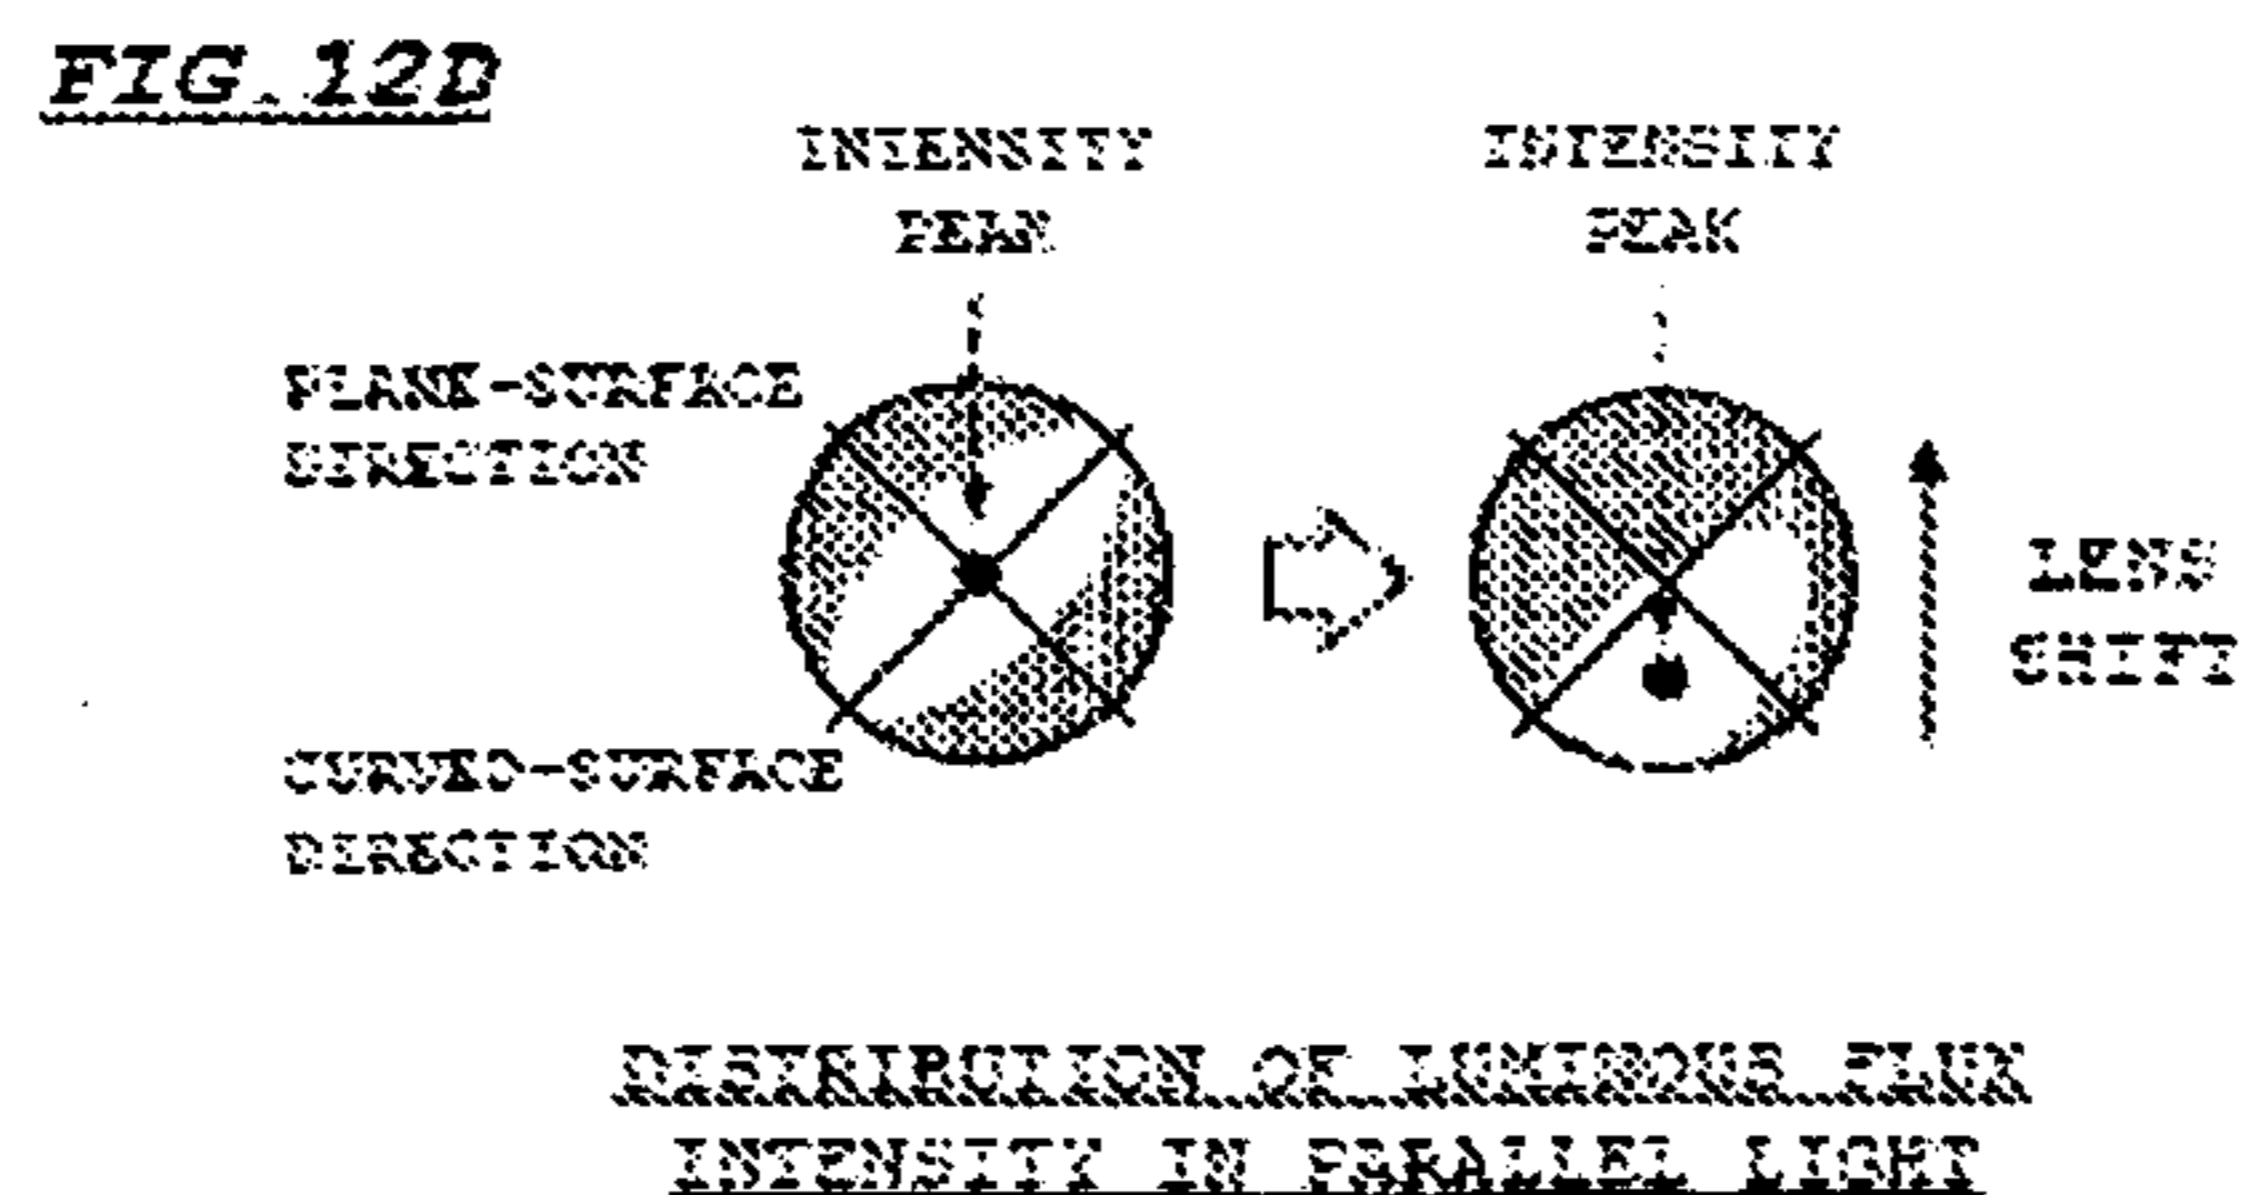 FIG. 12D
INTENSITY
PEAK
INTENSITY
PEAK
PLANE-SURFACE
DIRECTION
CURVED-SURFACE
DIRECTION
LENS
SHIFT
DISTRIBUTION OF LUMINOUS FLUX
INTENSITY IN PARALLEL LIGHT